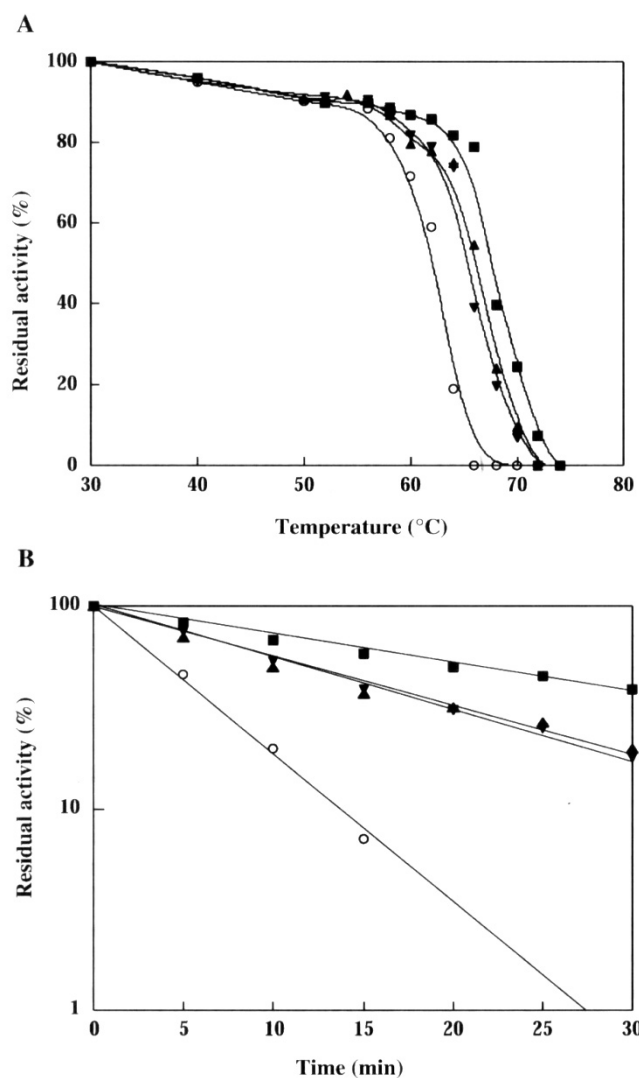 A
100
80
60
40
20
0
Residual activity (%)
30 40 50 60 70 80
Temperature (°C)
B
100
10
1
Residual activity (%)
0 5 10 15 20 25 30
Time (min)